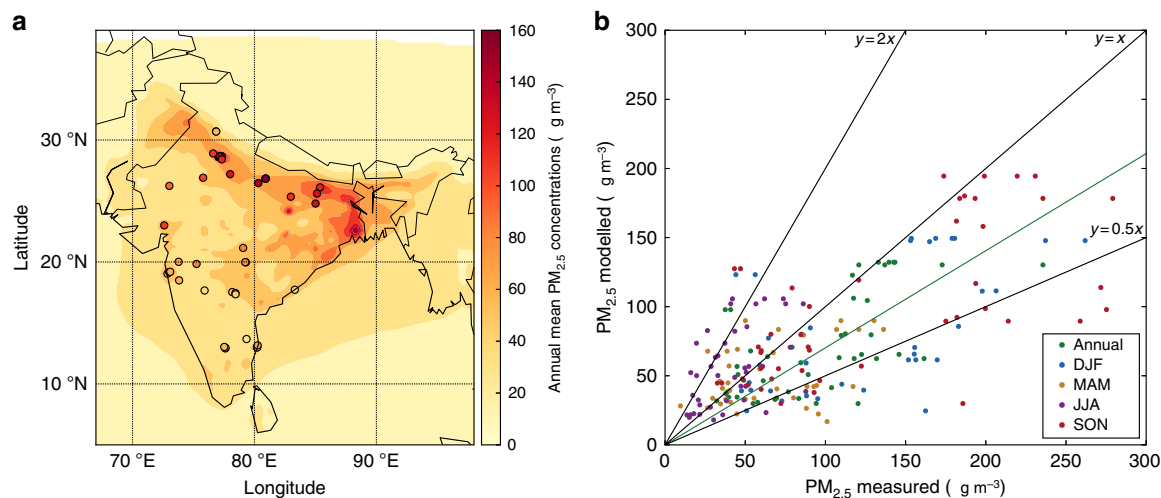 a
30 °N
20 °N
10 °N
70 °E
80 °E
90 °E
Latitude
Longitude
160
140
120
100
80
60
40
20
0
Annual mean PM2.5 concentrations ( g m–3)
b
300
250
200
150
100
50
0
0
50
100
150
200
250
300
PM2.5 modelled ( g m–3)
PM2.5 measured ( g m–3)
y=2x
y=x
y=0.5x
Annual
DJF
MAM
JJA
SON